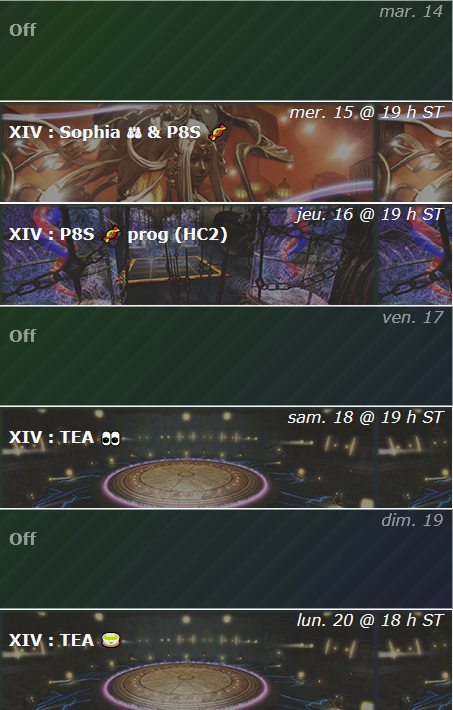 mar. 14
Off
mer. 15 @ 19 h ST
XIV : Sophia ⚖ & P8S 🍬
jeu. 16 @ 19 h ST
XIV : P8S 🍬 prog (HC2)
ven. 17
Off
sam. 18 @ 19 h ST
XIV : TEA 👀
dim. 19
Off
lun. 20 @ 18 h ST
XIV : TEA 🍵